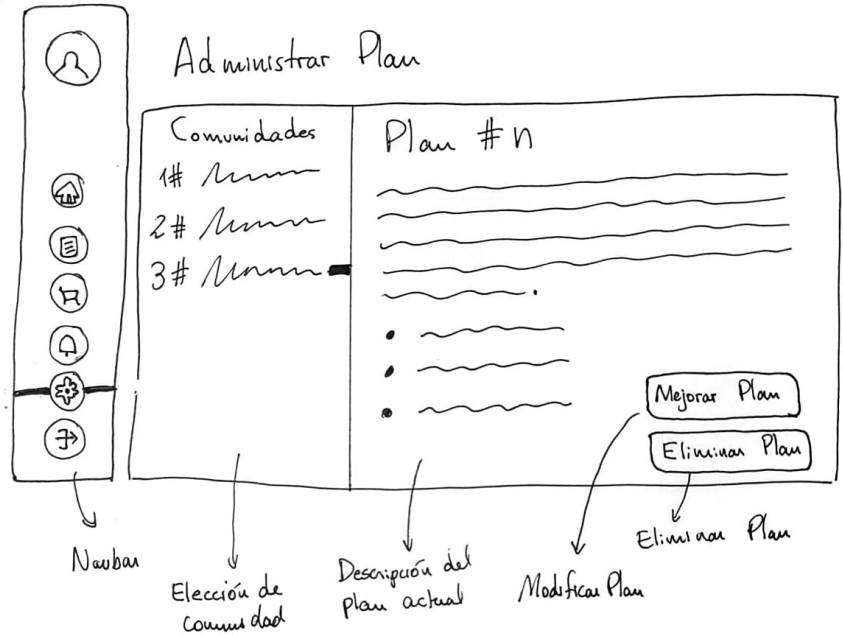 Administrar Plan
Comunidades
1#
2#
3#
Plan #n
Mejorar Plan
Eliminar Plan
Navbar
Elección de
comunidad
Descripción del
plan actual
Modificar Plan
Eliminar Plan